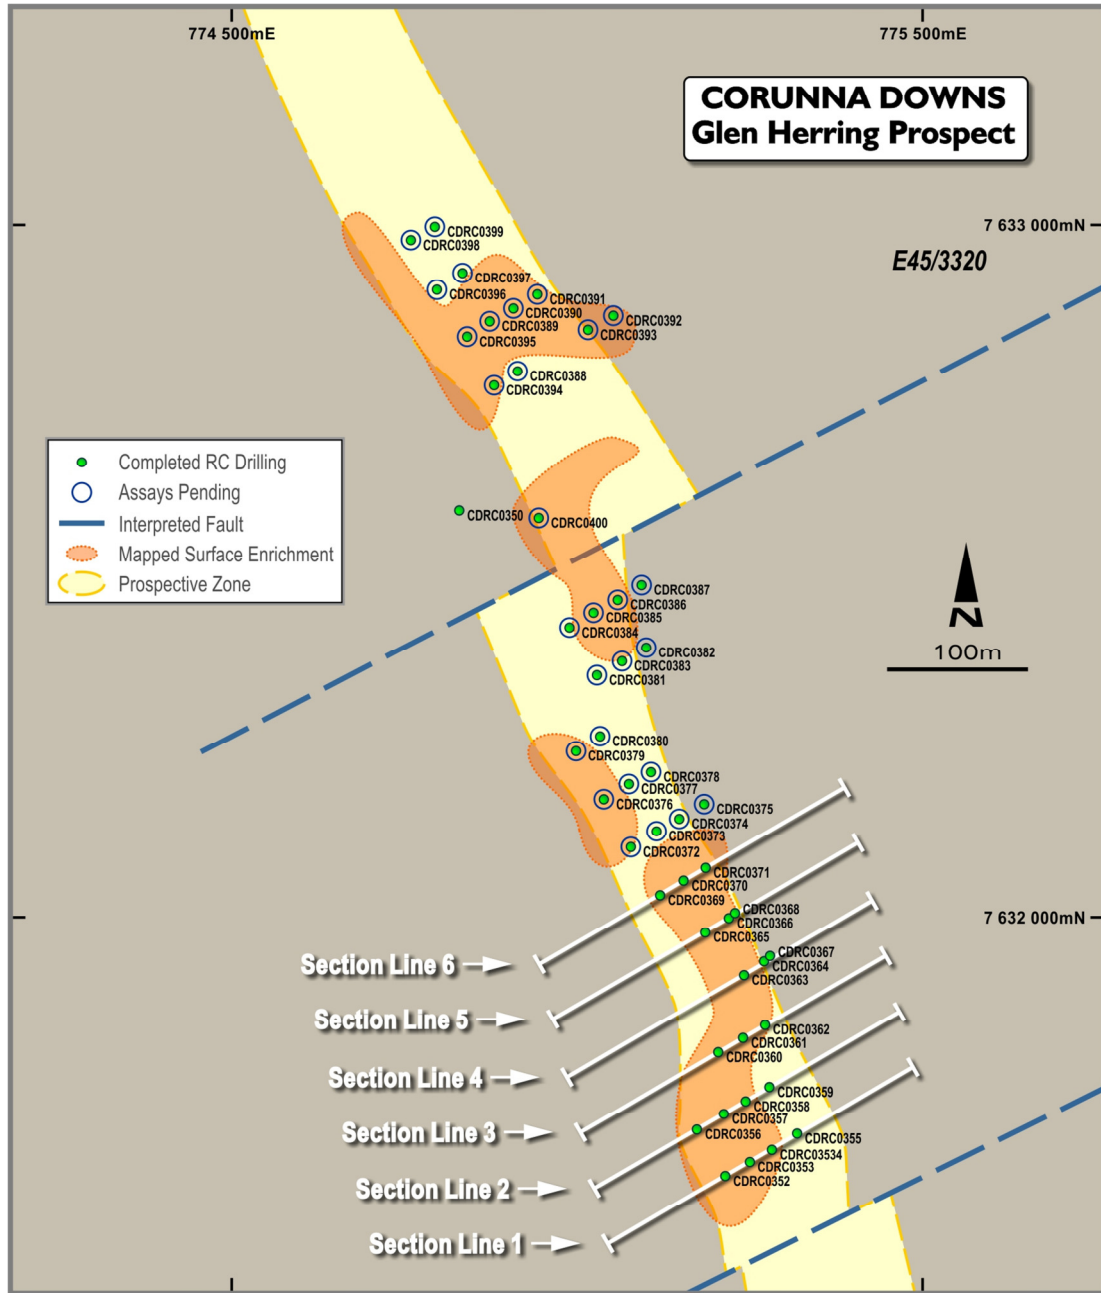 774 500mE
775 500mE
CORUNNA DOWNS
Glen Herring Prospect
7 633 000mN
E45/3320
CDRC0399
CDRC0398
CDRC0397
CDRC0396
CDRC0391
CDRC0390
CDRC0392
CDRC0389
CDRC0393
CDRC0395
CDRC0388
CDRC0394
Completed RC Drilling
Assays Pending
Interpreted Fault
Mapped Surface Enrichment
Prospective Zone
CDRC0350
CDRC0400
CDRC0387
CDRC0386
CDRC0385
CDRC0384
CDRC0382
CDRC0383
CDRC0381
N
100m
CDRC0380
CDRC0379
CDRC0378
CDRC0377
CDRC0376
CDRC0375
CDRC0374
CDRC0373
CDRC0372
CDRC0371
CDRC0370
CDRC0369
CDRC0368
CDRC0366
CDRC0365
7 632 000mN
CDRC0367
CDRC0364
CDRC0363
Section Line 6
Section Line 5
CDRC0362
CDRC0361
CDRC0360
Section Line 4
CDRC0359
CDRC0358
CDRC0357
CDRC0356
Section Line 3
CDRC0355
CDRC03534
CDRC0353
CDRC0352
Section Line 2
Section Line 1